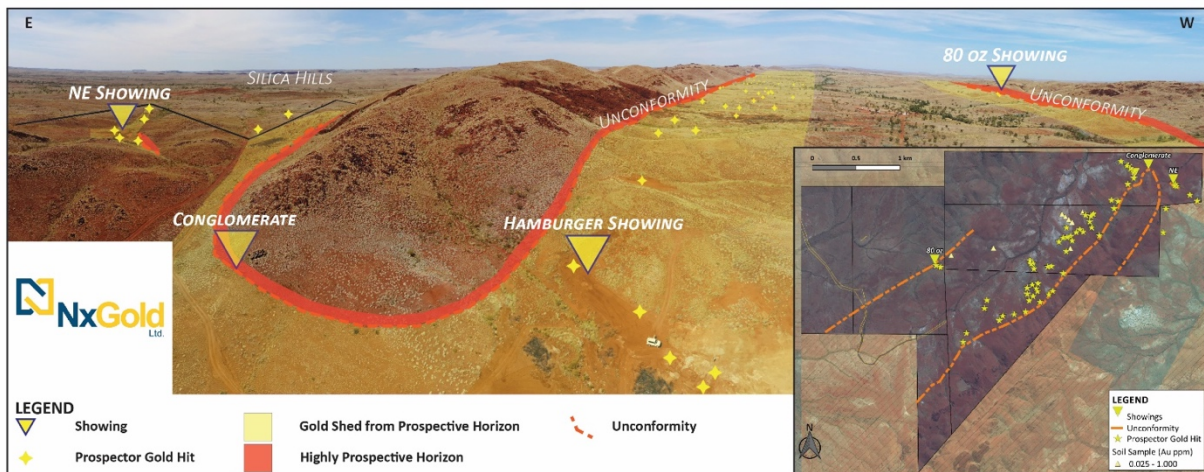 E
W
SILICA HILLS
NE SHOWING
80 OZ SHOWING
UNCONFORMITY
UNCONFORMITY
CONGLOMERATE
HAMBURGER SHOWING
0 0.5 1 km
Conglomerate
NE
80 oz
N
LEGEND
Showings
Unconformity
Prospector Gold Hit
Soil Sample (Au ppm)
0.025 - 1.000
NxGold
Ltd.
LEGEND
Showing
Gold Shed from Prospective Horizon
Unconformity
Prospector Gold Hit
Highly Prospective Horizon